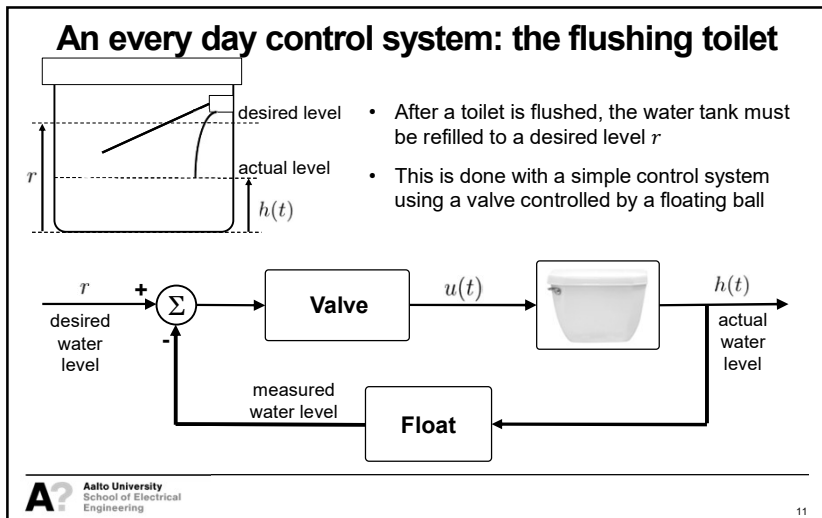 An every day control system: the flushing toilet
desired level
actual level
r
h(t)
• After a toilet is flushed, the water tank must
be refilled to a desired level r
• This is done with a simple control system
using a valve controlled by a floating ball
r
desired
water
level
+
-
Σ
Valve
u(t)
h(t)
actual
water
level
measured
water level
Float
A?
Aalto University
School of Electrical
Engineering
11